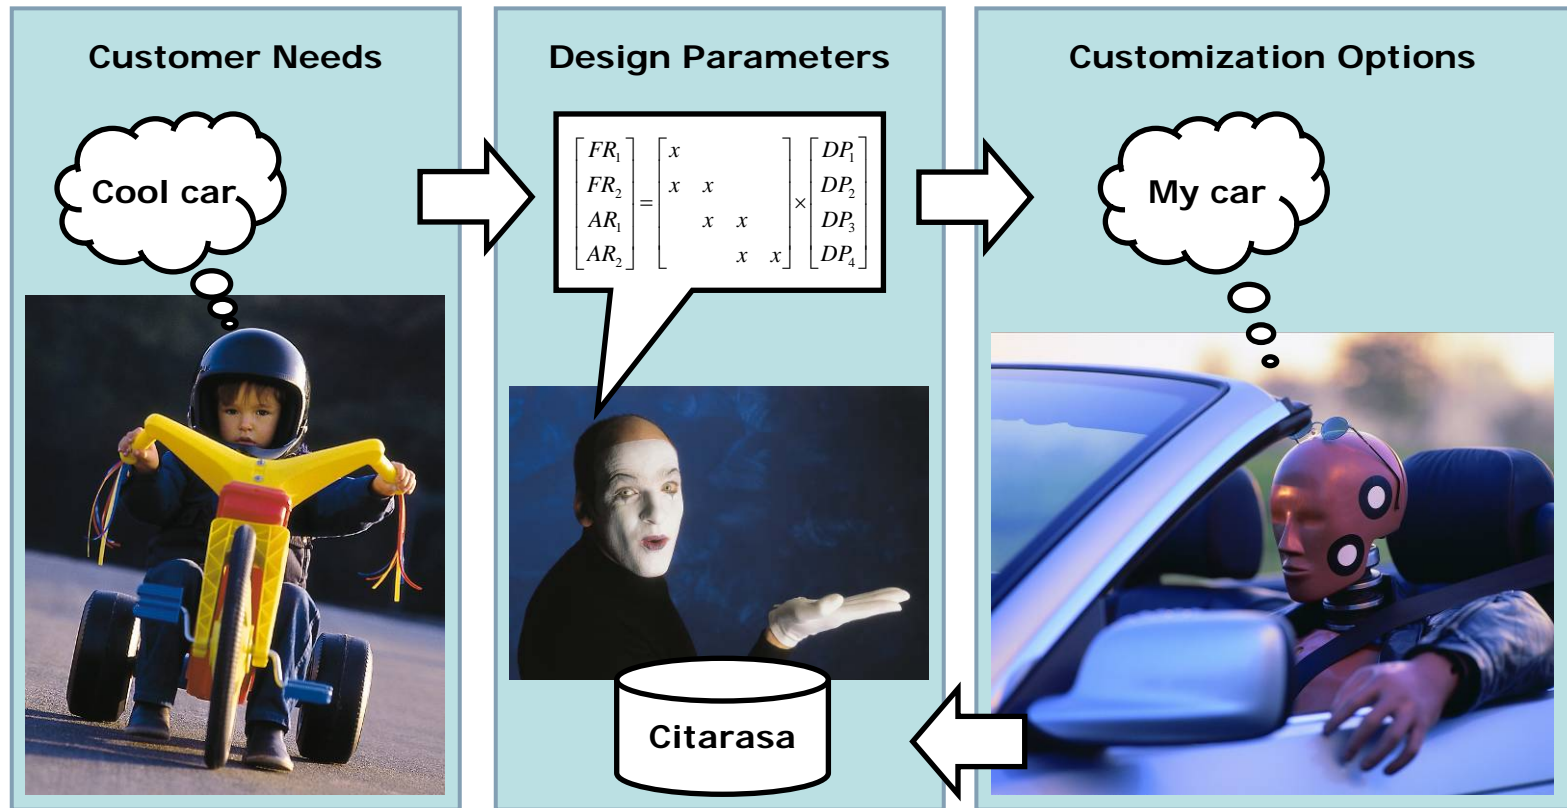 Customer Needs
Design Parameters
Customization Options
Cool car
FR₁
FR₂
AR₁
AR₂
=
x
x x
x x
x x
×
DP₁
DP₂
DP₃
DP₄
My car
Citarasa